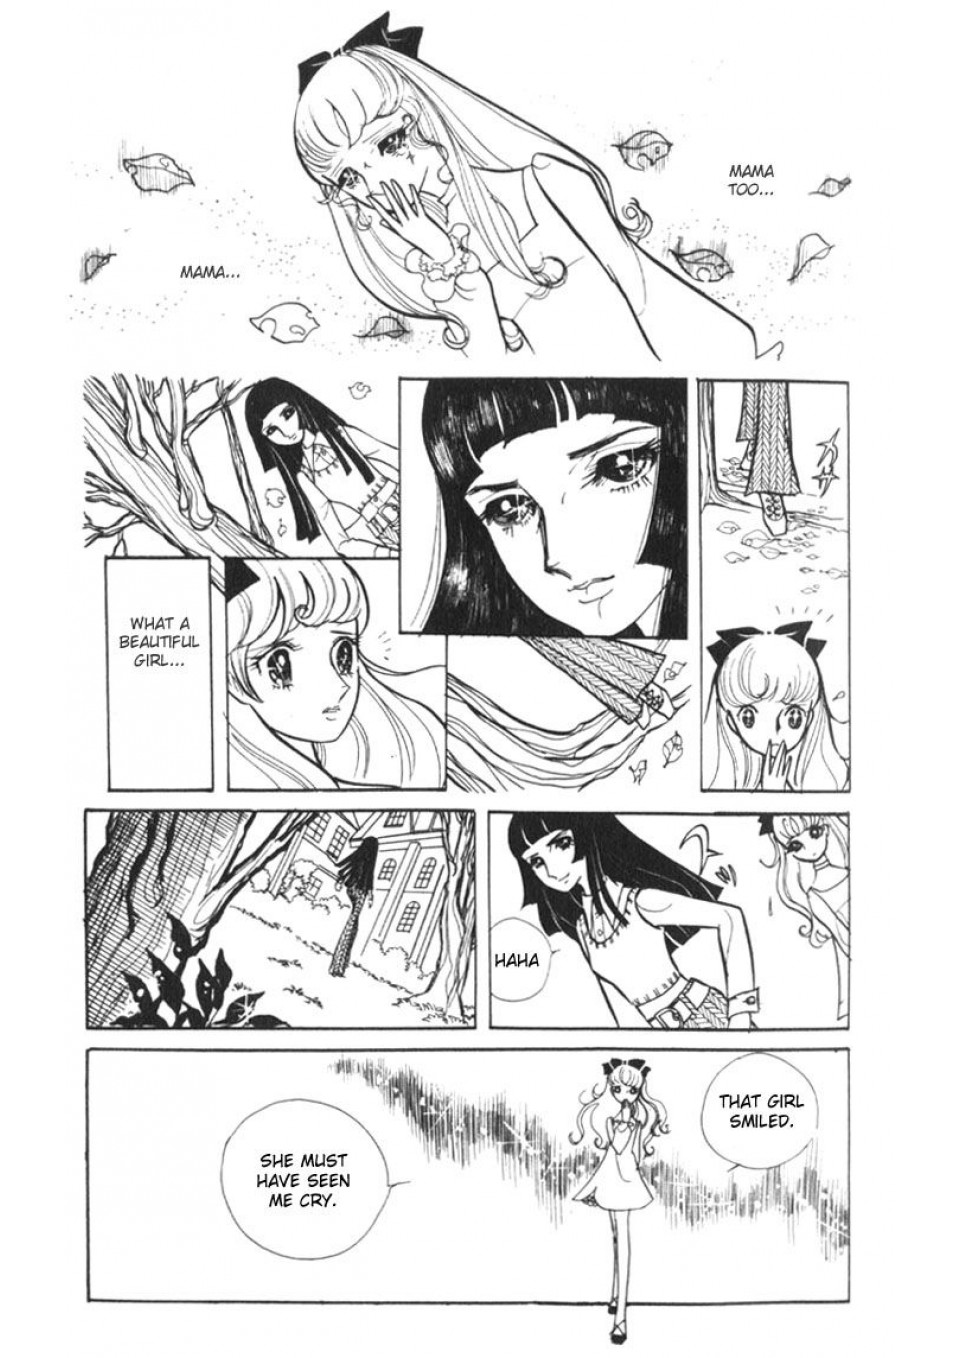 MAMA
TOO...
MAMA...
WHAT A
BEAUTIFUL
GIRL...
HAHA
THAT GIRL
SMILED.
SHE MUST
HAVE SEEN
ME CRY.